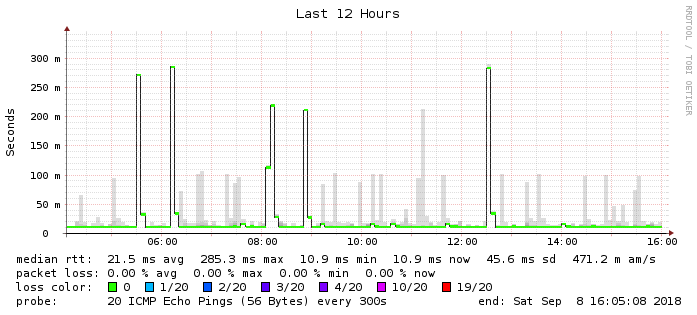 Last 12 Hours
RRDTOOL / TOBI OETIKER
Seconds
300 m
250 m
200 m
150 m
100 m
50 m
0
06:00 08:00 10:00 12:00 14:00 16:00
median rtt: 21.5 ms avg 285.3 ms max 10.9 ms min 10.9 ms now 45.6 ms sd 471.2 m am/s
packet loss: 0.00 % avg 0.00 % max 0.00 % min 0.00 % now
loss color: 0 1/20 2/20 3/20 4/20 10/20 19/20
probe: 20 ICMP Echo Pings (56 Bytes) every 300s end: Sat Sep 8 16:05:08 2018